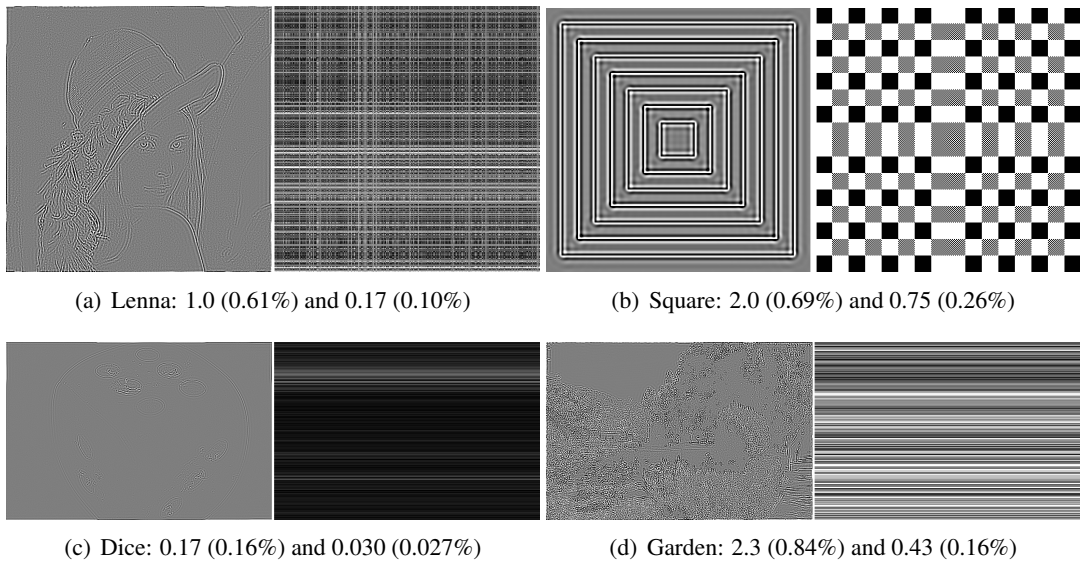 (a) Lenna: 1.0 (0.61%) and 0.17 (0.10%)
(b) Square: 2.0 (0.69%) and 0.75 (0.26%)
(c) Dice: 0.17 (0.16%) and 0.030 (0.027%)
(d) Garden: 2.3 (0.84%) and 0.43 (0.16%)